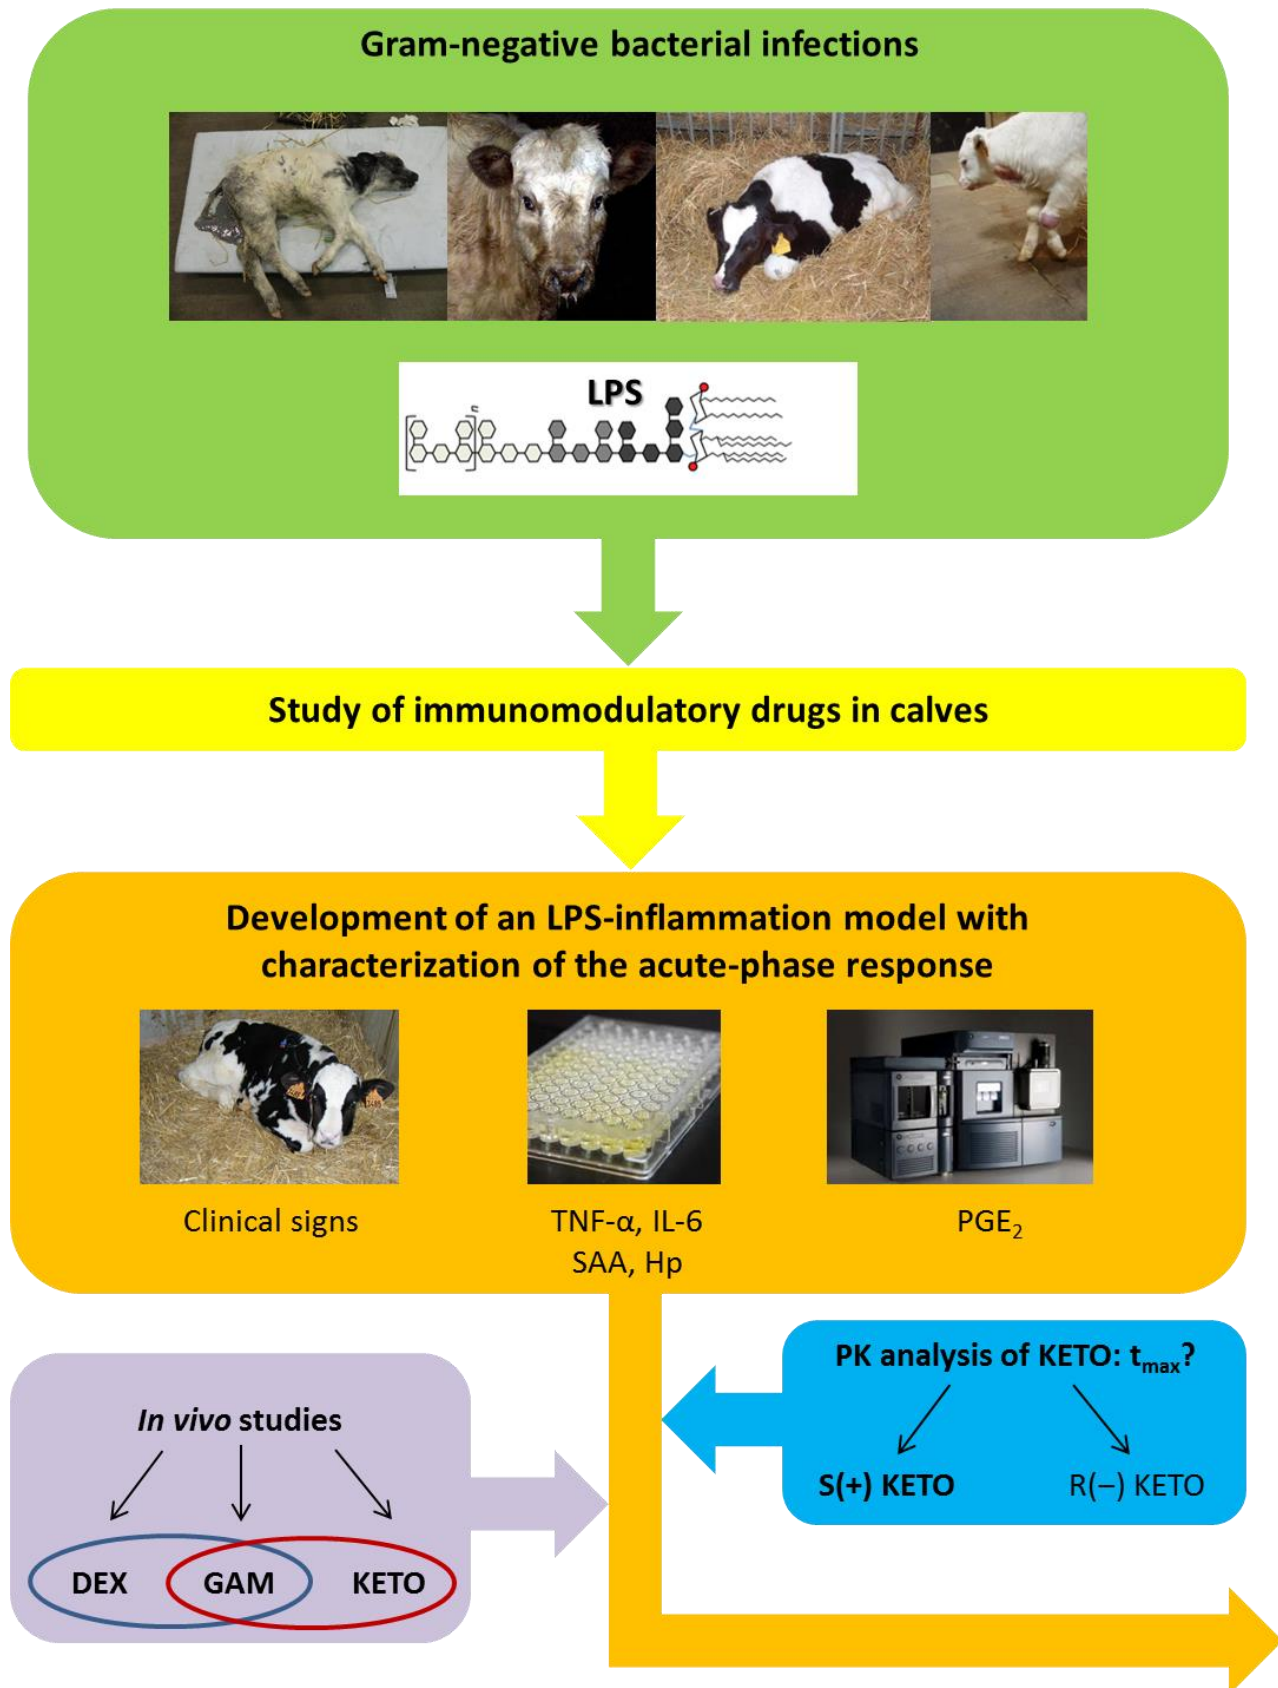 Gram-negative bacterial infections
LPS
n
Study of immunomodulatory drugs in calves
Development of an LPS-inflammation model with
characterization of the acute-phase response
Clinical signs
TNF-α, IL-6
SAA, Hp
PGE₂
PK analysis of KETO: tmax?
S(+) KETO
R(–) KETO
In vivo studies
DEX
GAM
KETO